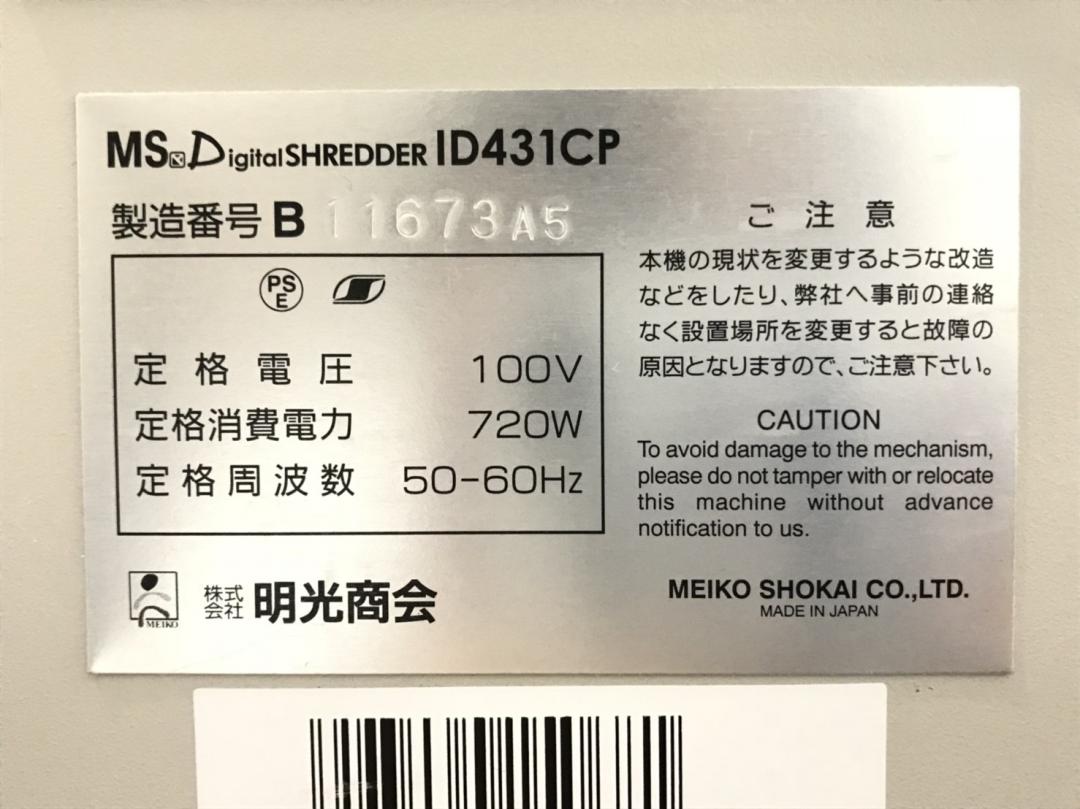 MS DigitalSHREDDER ID431CP
製造番号 B 11673A5
PS
E
定格電圧 100V
定格消費電力 720W
定格周波数 50-60Hz
ご注意
本機の現状を変更するような改造
などをしたり、弊社へ事前の連絡
なく設置場所を変更すると故障の
原因となりますので、ご注意下さい。
CAUTION
To avoid damage to the mechanism,
please do not tamper with or relocate
this machine without advance
notification to us.
MEIKO
株式
会社 明光商会
MEIKO SHOKAI CO.,LTD.
MADE IN JAPAN